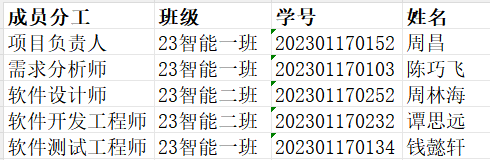 成员分工 班级 学号 姓名
项目负责人 23智能一班 202301170152 周昌
需求分析师 23智能一班 202301170103 陈巧飞
软件设计师 23智能二班 202301170252 周林海
软件开发工程师 23智能二班 202301170232 谭思远
软件测试工程师 23智能一班 202301170134 钱懿轩